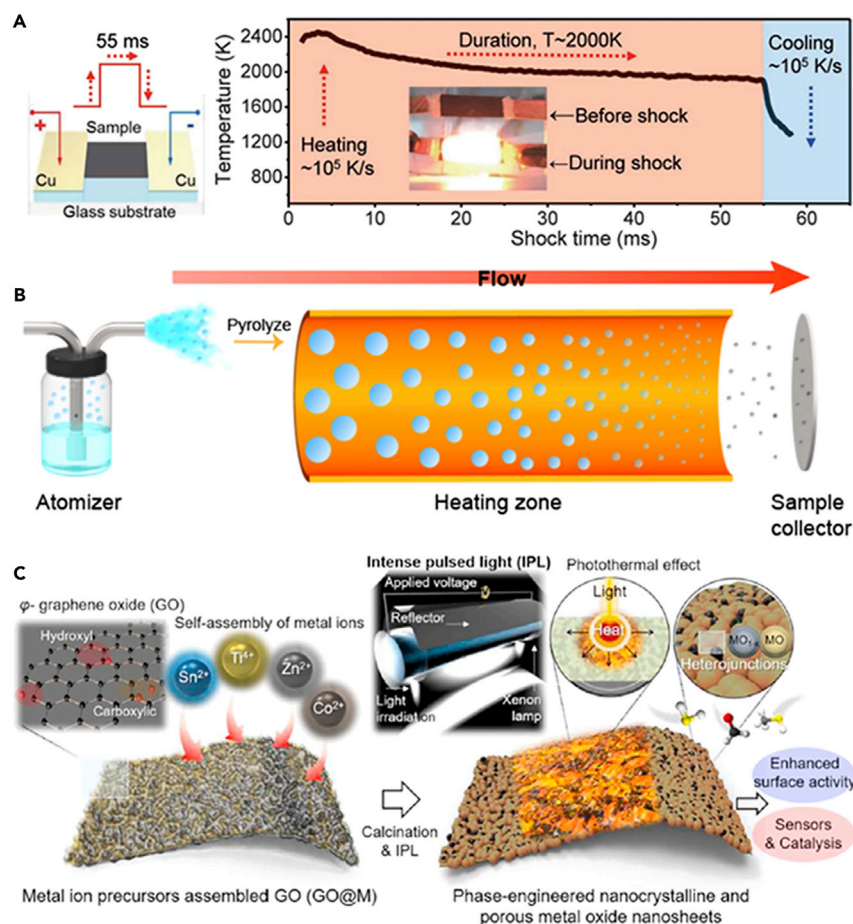 A
55 ms
Sample
+
-
Cu
Cu
Glass substrate
Temperature (K)
2400
2000
1600
1200
800
Duration, T~2000K
Cooling
~10⁵ K/s
Heating
~10⁵ K/s
Before shock
During shock
0
10
20
30
40
50
60
Shock time (ms)
B
Flow
Pyrolyze
Atomizer
Heating zone
Sample
collector
C
φ- graphene oxide (GO)
Hydroxyl
Carboxylic
Self-assembly of metal ions
Sn²⁺
Ti⁴⁺
Zn²⁺
Co²⁺
Intense pulsed light (IPL)
Applied voltage
Reflector
Light
irradiation
Xenon
lamp
Photothermal effect
Light
Heat
MO₁₋ₓ
MO
Heterojunctions
Calcination
& IPL
Enhanced
surface activity
Sensors
& Catalysis
Metal ion precursors assembled GO (GO@M)
Phase-engineered nanocrystalline and
porous metal oxide nanosheets